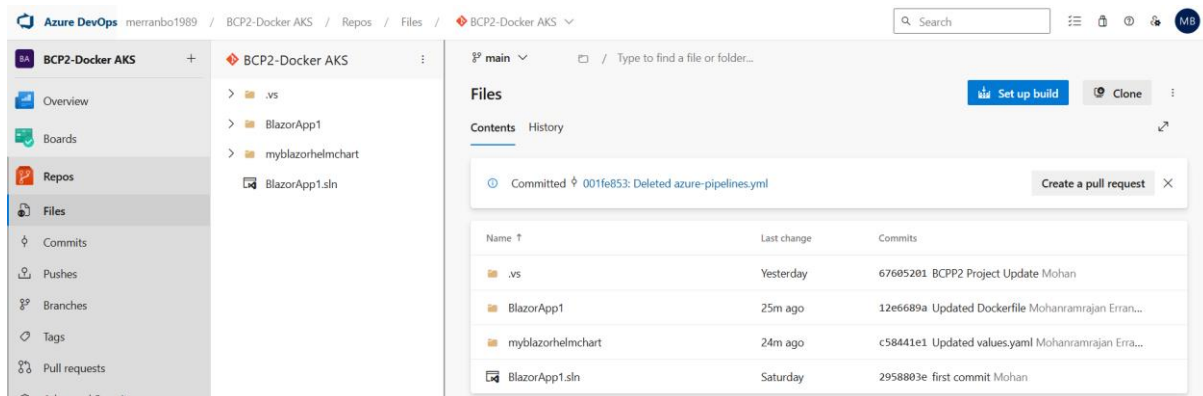 Azure DevOps merranbo1989 / BCP2-Docker AKS / Repos / Files / BCP2-Docker AKS
Search
MB
BA BCP2-Docker AKS +
Overview
Boards
Repos
Files
Commits
Pushes
Branches
Tags
Pull requests
BCP2-Docker AKS
.vs
BlazorApp1
myblazorhelmchart
BlazorApp1.sln
main / Type to find a file or folder...
Files
Set up build
Clone
Contents History
Committed 001fe853: Deleted azure-pipelines.yml
Create a pull request
Name ↑ Last change Commits
.vs Yesterday 67605201 BCPP2 Project Update Mohan
BlazorApp1 25m ago 12e6689a Updated Dockerfile Mohanramrajan Erran...
myblazorhelmchart 24m ago c58441e1 Updated values.yaml Mohanramrajan Erra...
BlazorApp1.sln Saturday 2958803e first commit Mohan